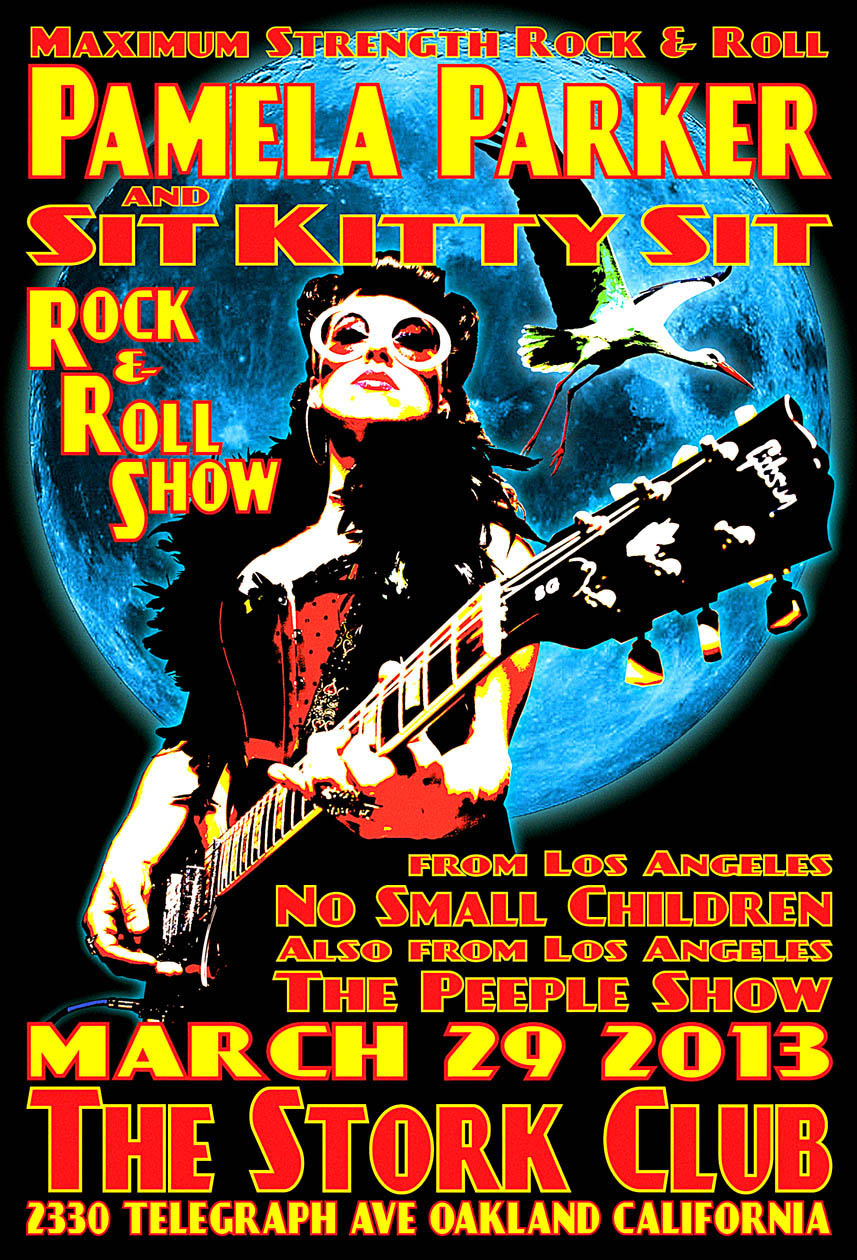 Maximum Strength Rock & Roll
Pamela Parker
and
Sit Kitty Sit
Rock
&
Roll
Show
Gibson
SG
from Los Angeles
No Small Children
Also from Los Angeles
The Peeple Show
March 29 2013
The Stork Club
2330 Telegraph Ave Oakland California